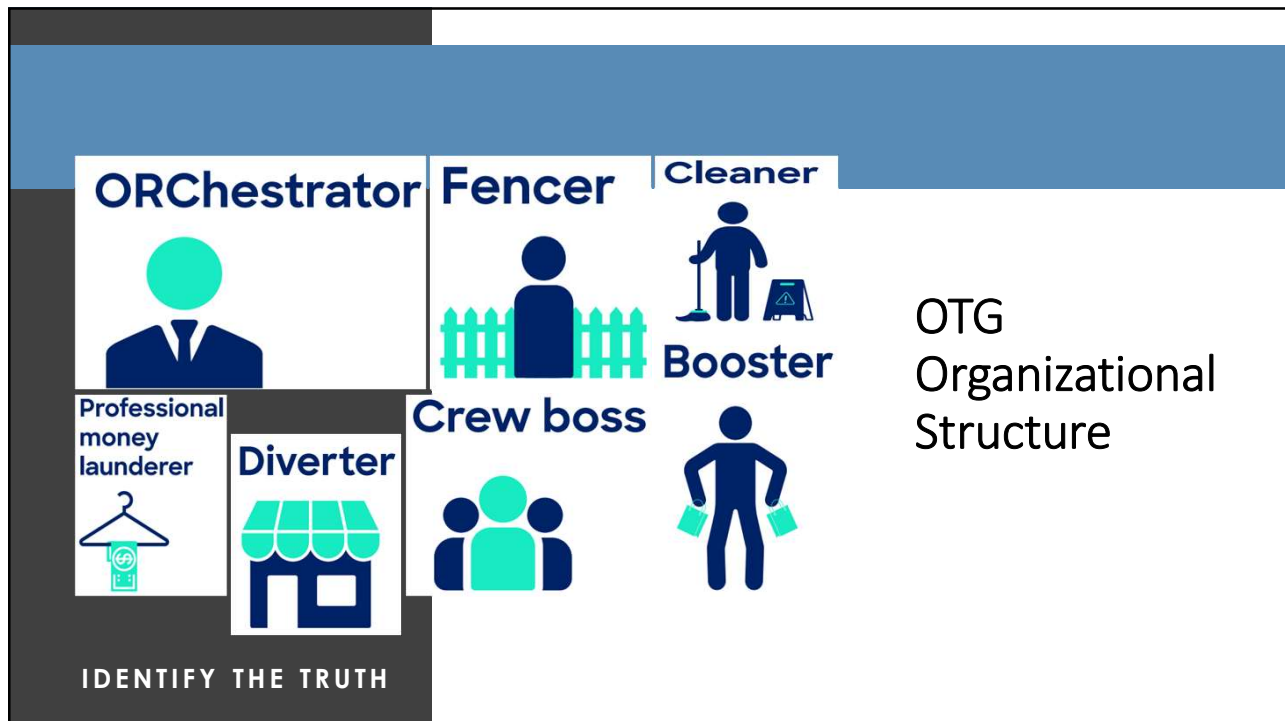 ORChestrator
Fencer
Cleaner
Booster
Professional
money
launderer
Diverter
Crew boss
OTG
Organizational
Structure
IDENTIFY THE TRUTH